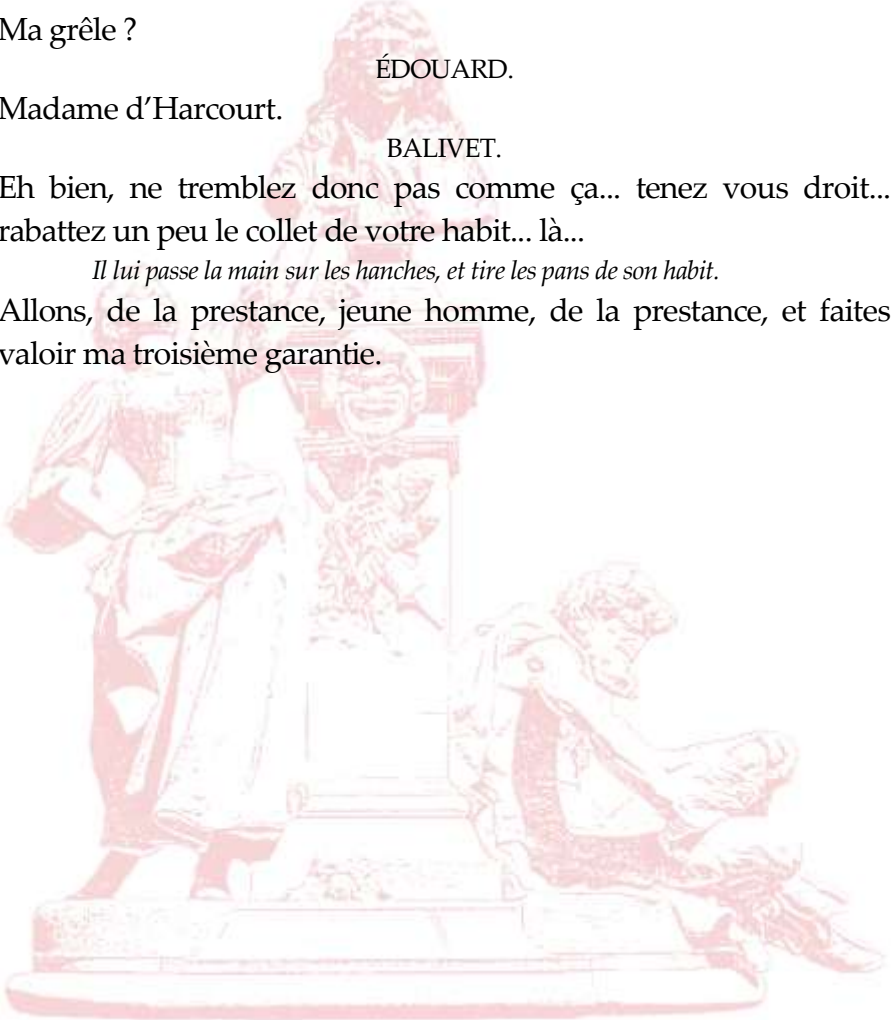 Ma grêle ?
ÉDOUARD.
Madame d’Harcourt.
BALIVET.
Eh bien, ne tremblez donc pas comme ça... tenez vous droit...
rabattez un peu le collet de votre habit... là...
Il lui passe la main sur les hanches, et tire les pans de son habit.
Allons, de la prestance, jeune homme, de la prestance, et faites
valoir ma troisième garantie.